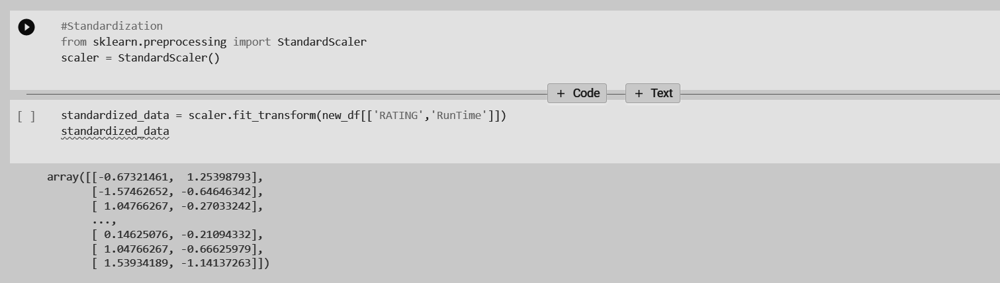 #Standardization
from sklearn.preprocessing import StandardScaler
scaler = StandardScaler()
+ Code + Text
[ ] standardized_data = scaler.fit_transform(new_df[['RATING','RunTime']])
standardized_data
array([[-0.67321461,  1.25398793],
       [-1.57462652, -0.64646342],
       [ 1.04766267, -0.27033242],
       ...,
       [ 0.14625076, -0.21094332],
       [ 1.04766267, -0.66625979],
       [ 1.53934189, -1.14137263]])